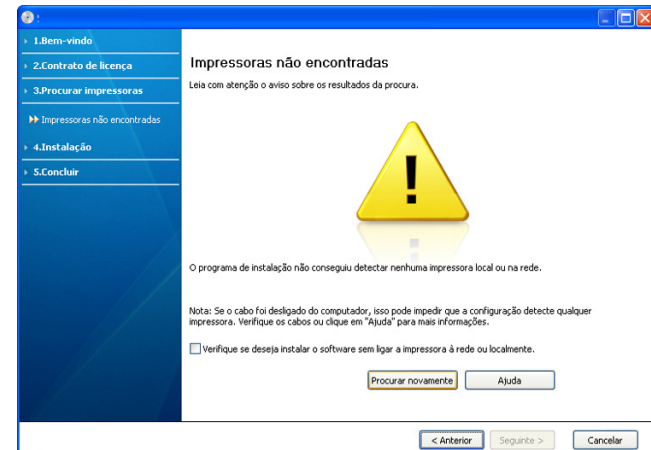 1.Bem-vindo
2.Contrato de licença
3.Procurar impressoras
Impressoras não encontradas
4.Instalação
5.Concluir
Impressoras não encontradas
Leia com atenção o aviso sobre os resultados da procura.
O programa de instalação não conseguiu detectar nenhuma impressora local ou na rede.
Nota: Se o cabo foi desligado do computador, isso pode impedir que a configuração detecte qualquer
impressora. Verifique os cabos ou clique em "Ajuda" para mais informações.
Verifique se deseja instalar o software sem ligar a impressora à rede ou localmente.
Procurar novamente
Ajuda
< Anterior
Seguinte >
Cancelar